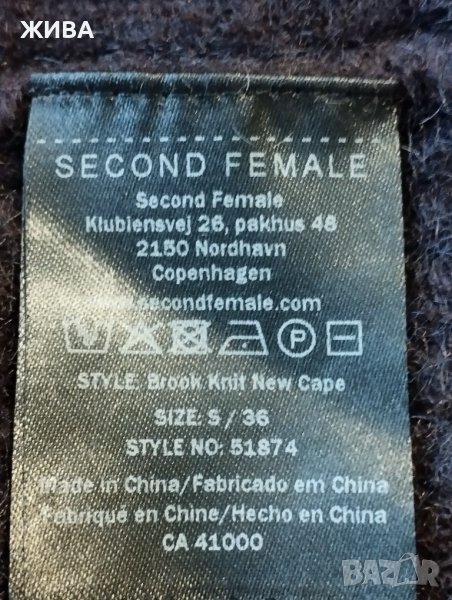 ЖИВА
SECOND FEMALE
Second Female
Klubiensvej 26, pakhus 48
2150 Nordhavn
Copenhagen
www.secondfemale.com
P
STYLE: Brook Knit New Cape
SIZE: S / 36
STYLE NO: 51874
Made in China/Fabricado em China
Fabriqué en Chine/Hecho en China
CA 41000
BAZAR